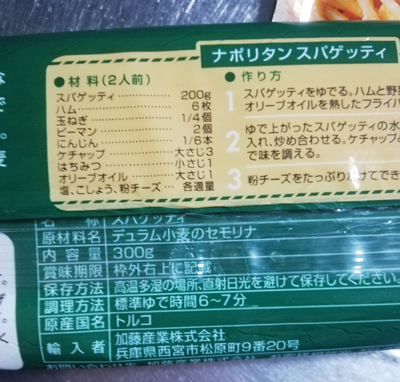 ナポリタンスパゲッティ
●材料(2人前)
スパゲッティ……200g
ハム……6枚
玉ねぎ……1/4個
ピーマン……2個
にんじん……1/6本
ケチャップ……大さじ3
はちみつ……小さじ1
オリーブオイル……大さじ1
塩、こしょう、粉チーズ…各適量
●作り方
1 スパゲッティをゆでる。ハムと野
オリーブオイルを熟したフライパ
2 ゆで上がったスパゲッティの水
入れ、炒め合わせる。ケチャップ
で味を調える。
3 粉チーズをたっぷりかけてでき
名称 スパゲッティ
原材料名 デュラム小麦のセモリナ
内容量 300g
賞味期限 枠外右上に記載
保存方法 高温多湿の場所、直射日光を避けて保存してください。
調理方法 標準ゆで時間6~7分
原産国名 トルコ
輸入者 加藤産業株式会社
兵庫県西宮市松原町9番20号